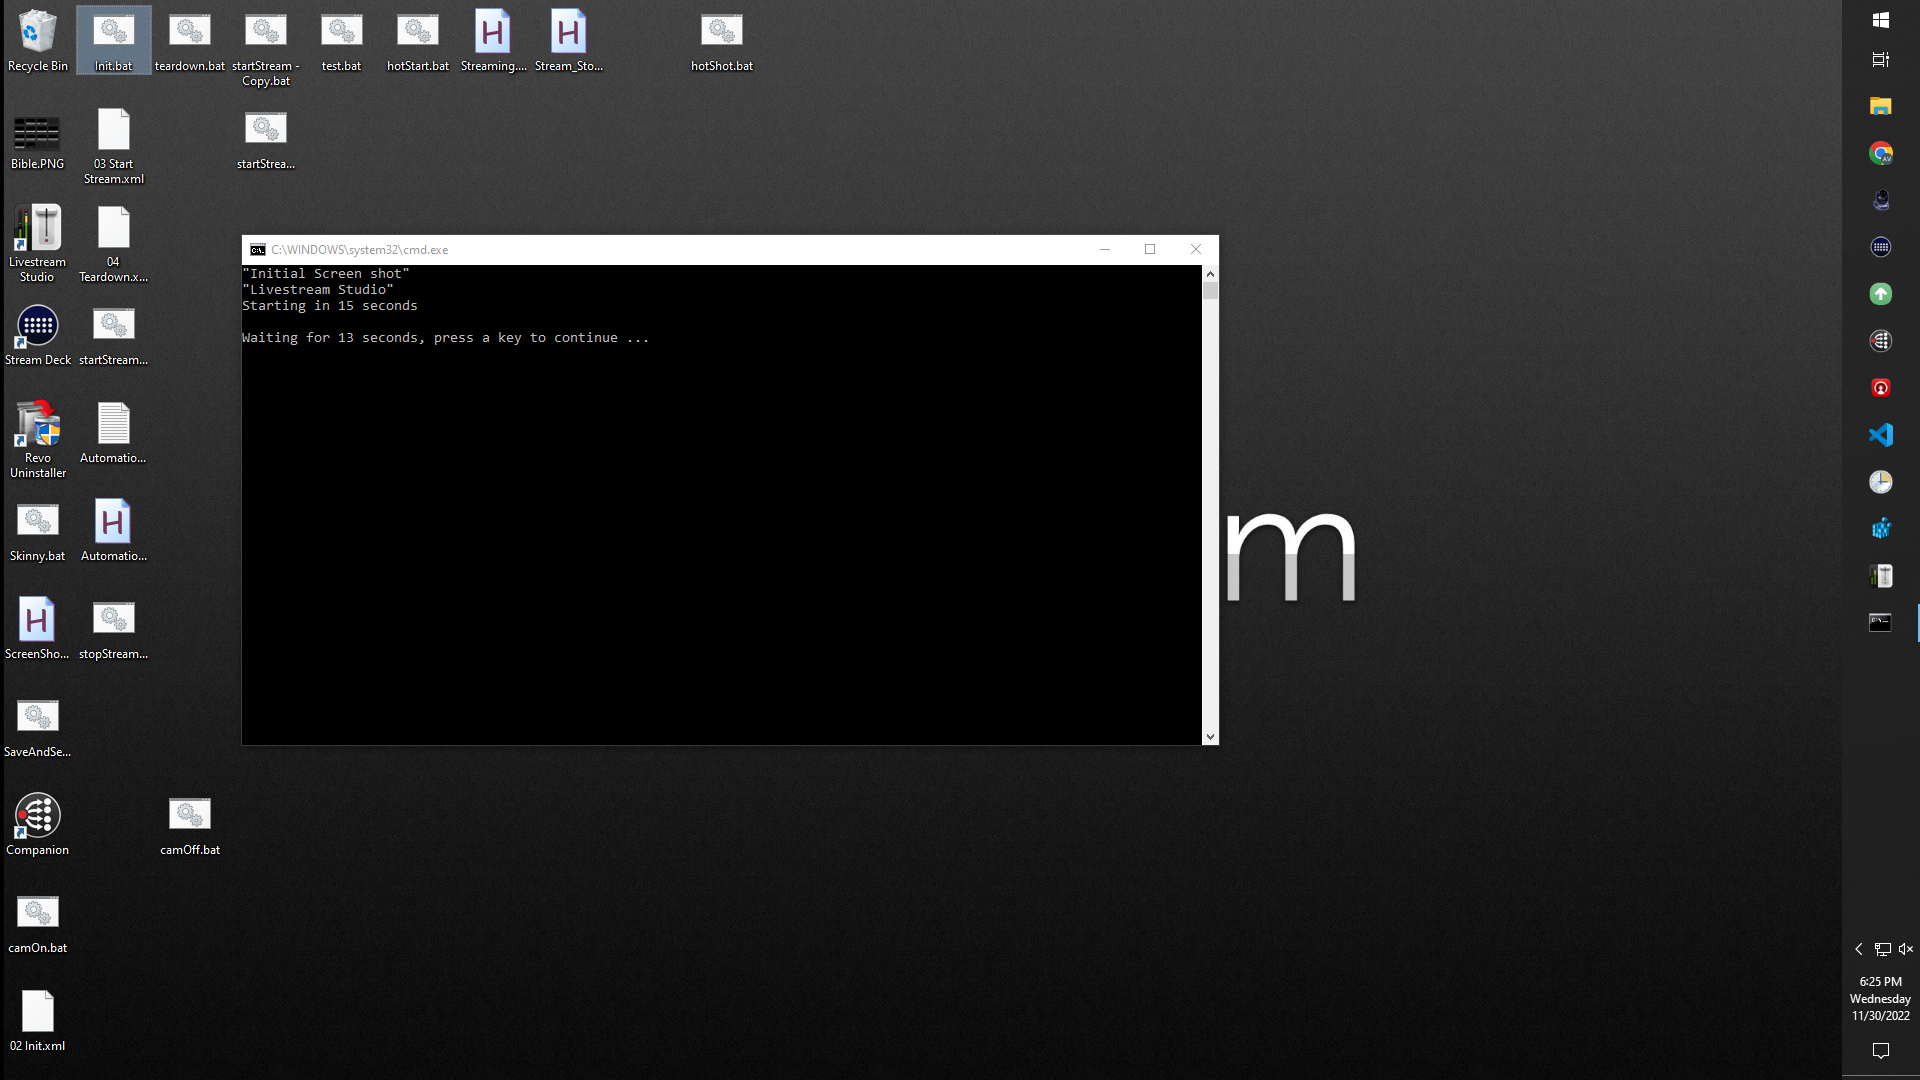 Recycle Bin
Init.bat
teardown.bat
startStream -
Copy.bat
test.bat
hotStart.bat
Streaming....
Stream_Sto...
hotShot.bat
Bible.PNG
03 Start
Stream.xml
startStrea...
Livestream
Studio
04
Teardown.x...
C:\WINDOWS\system32\cmd.exe
"Initial Screen shot"
"Livestream Studio"
Starting in 15 seconds
Waiting for 13 seconds, press a key to continue ...
Stream Deck
startStream...
Revo
Uninstaller
Automatio...
Skinny.bat
Automatio...
m
ScreenSho...
stopStream...
SaveAndSe...
Companion
camOff.bat
camOn.bat
02 Init.xml
6:25 PM
Wednesday
11/30/2022